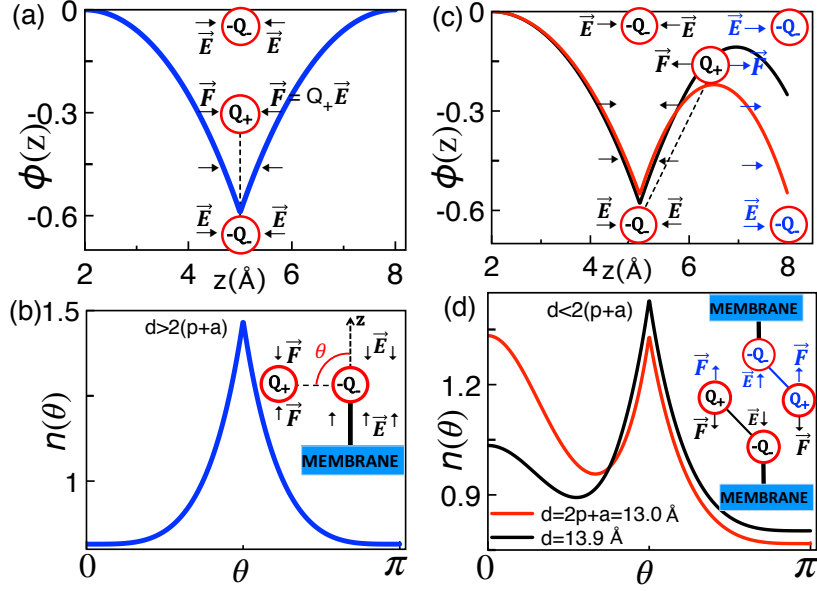 (a)
0
-0.3
-0.6
ϕ(z)
-Q-
E⃗ E⃗
Q+
F⃗ F⃗ = Q+E⃗
E⃗ -Q- E⃗
2 4 6 8
z(Å)
(c)
0
-0.3
-0.6
ϕ(z)
E⃗ -Q- E⃗
E⃗ -Q-
F⃗ Q+ F⃗
E⃗ -Q- E⃗
E⃗ -Q-
2 4 6 8
z(Å)
(b)
1.5
1
n(θ)
d>2(p+a)
z
θ
F⃗ E⃗
Q+ -Q-
F⃗ E⃗
MEMBRANE
0 θ π
(d)
1.2
0.9
n(θ)
d<2(p+a)
MEMBRANE
-Q-
F⃗ E⃗ F⃗
Q+ Q+
F⃗ E⃗ F⃗
-Q-
MEMBRANE
d=2p+a=13.0 Å
d=13.9 Å
0 θ π